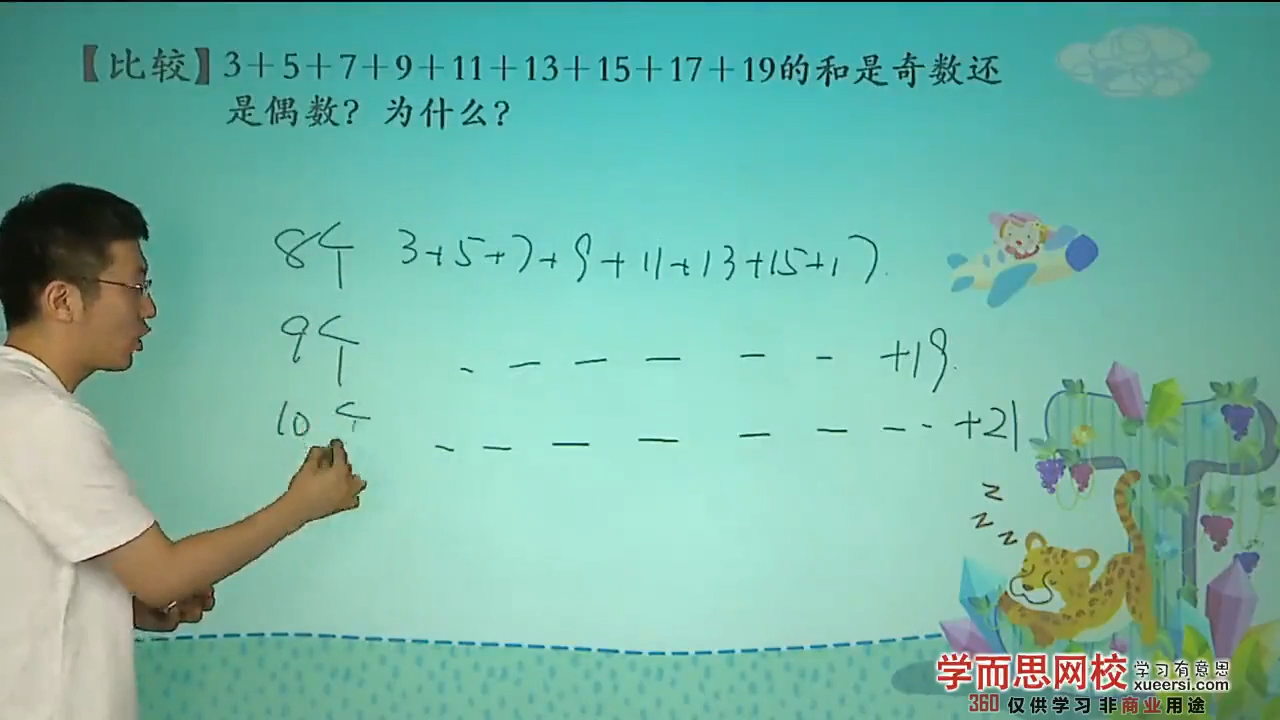 【比较】3＋5＋7＋9＋11＋13＋15＋17＋19的和是奇数还
是偶数？为什么？
8个 3+5+7+9+11+13+15+17
9个 - - - - - - +19
10个 - - - - - - - - +21
z
z
z
学而思网校 学习有意思
xueersi.com
360 仅供学习 非商业用途